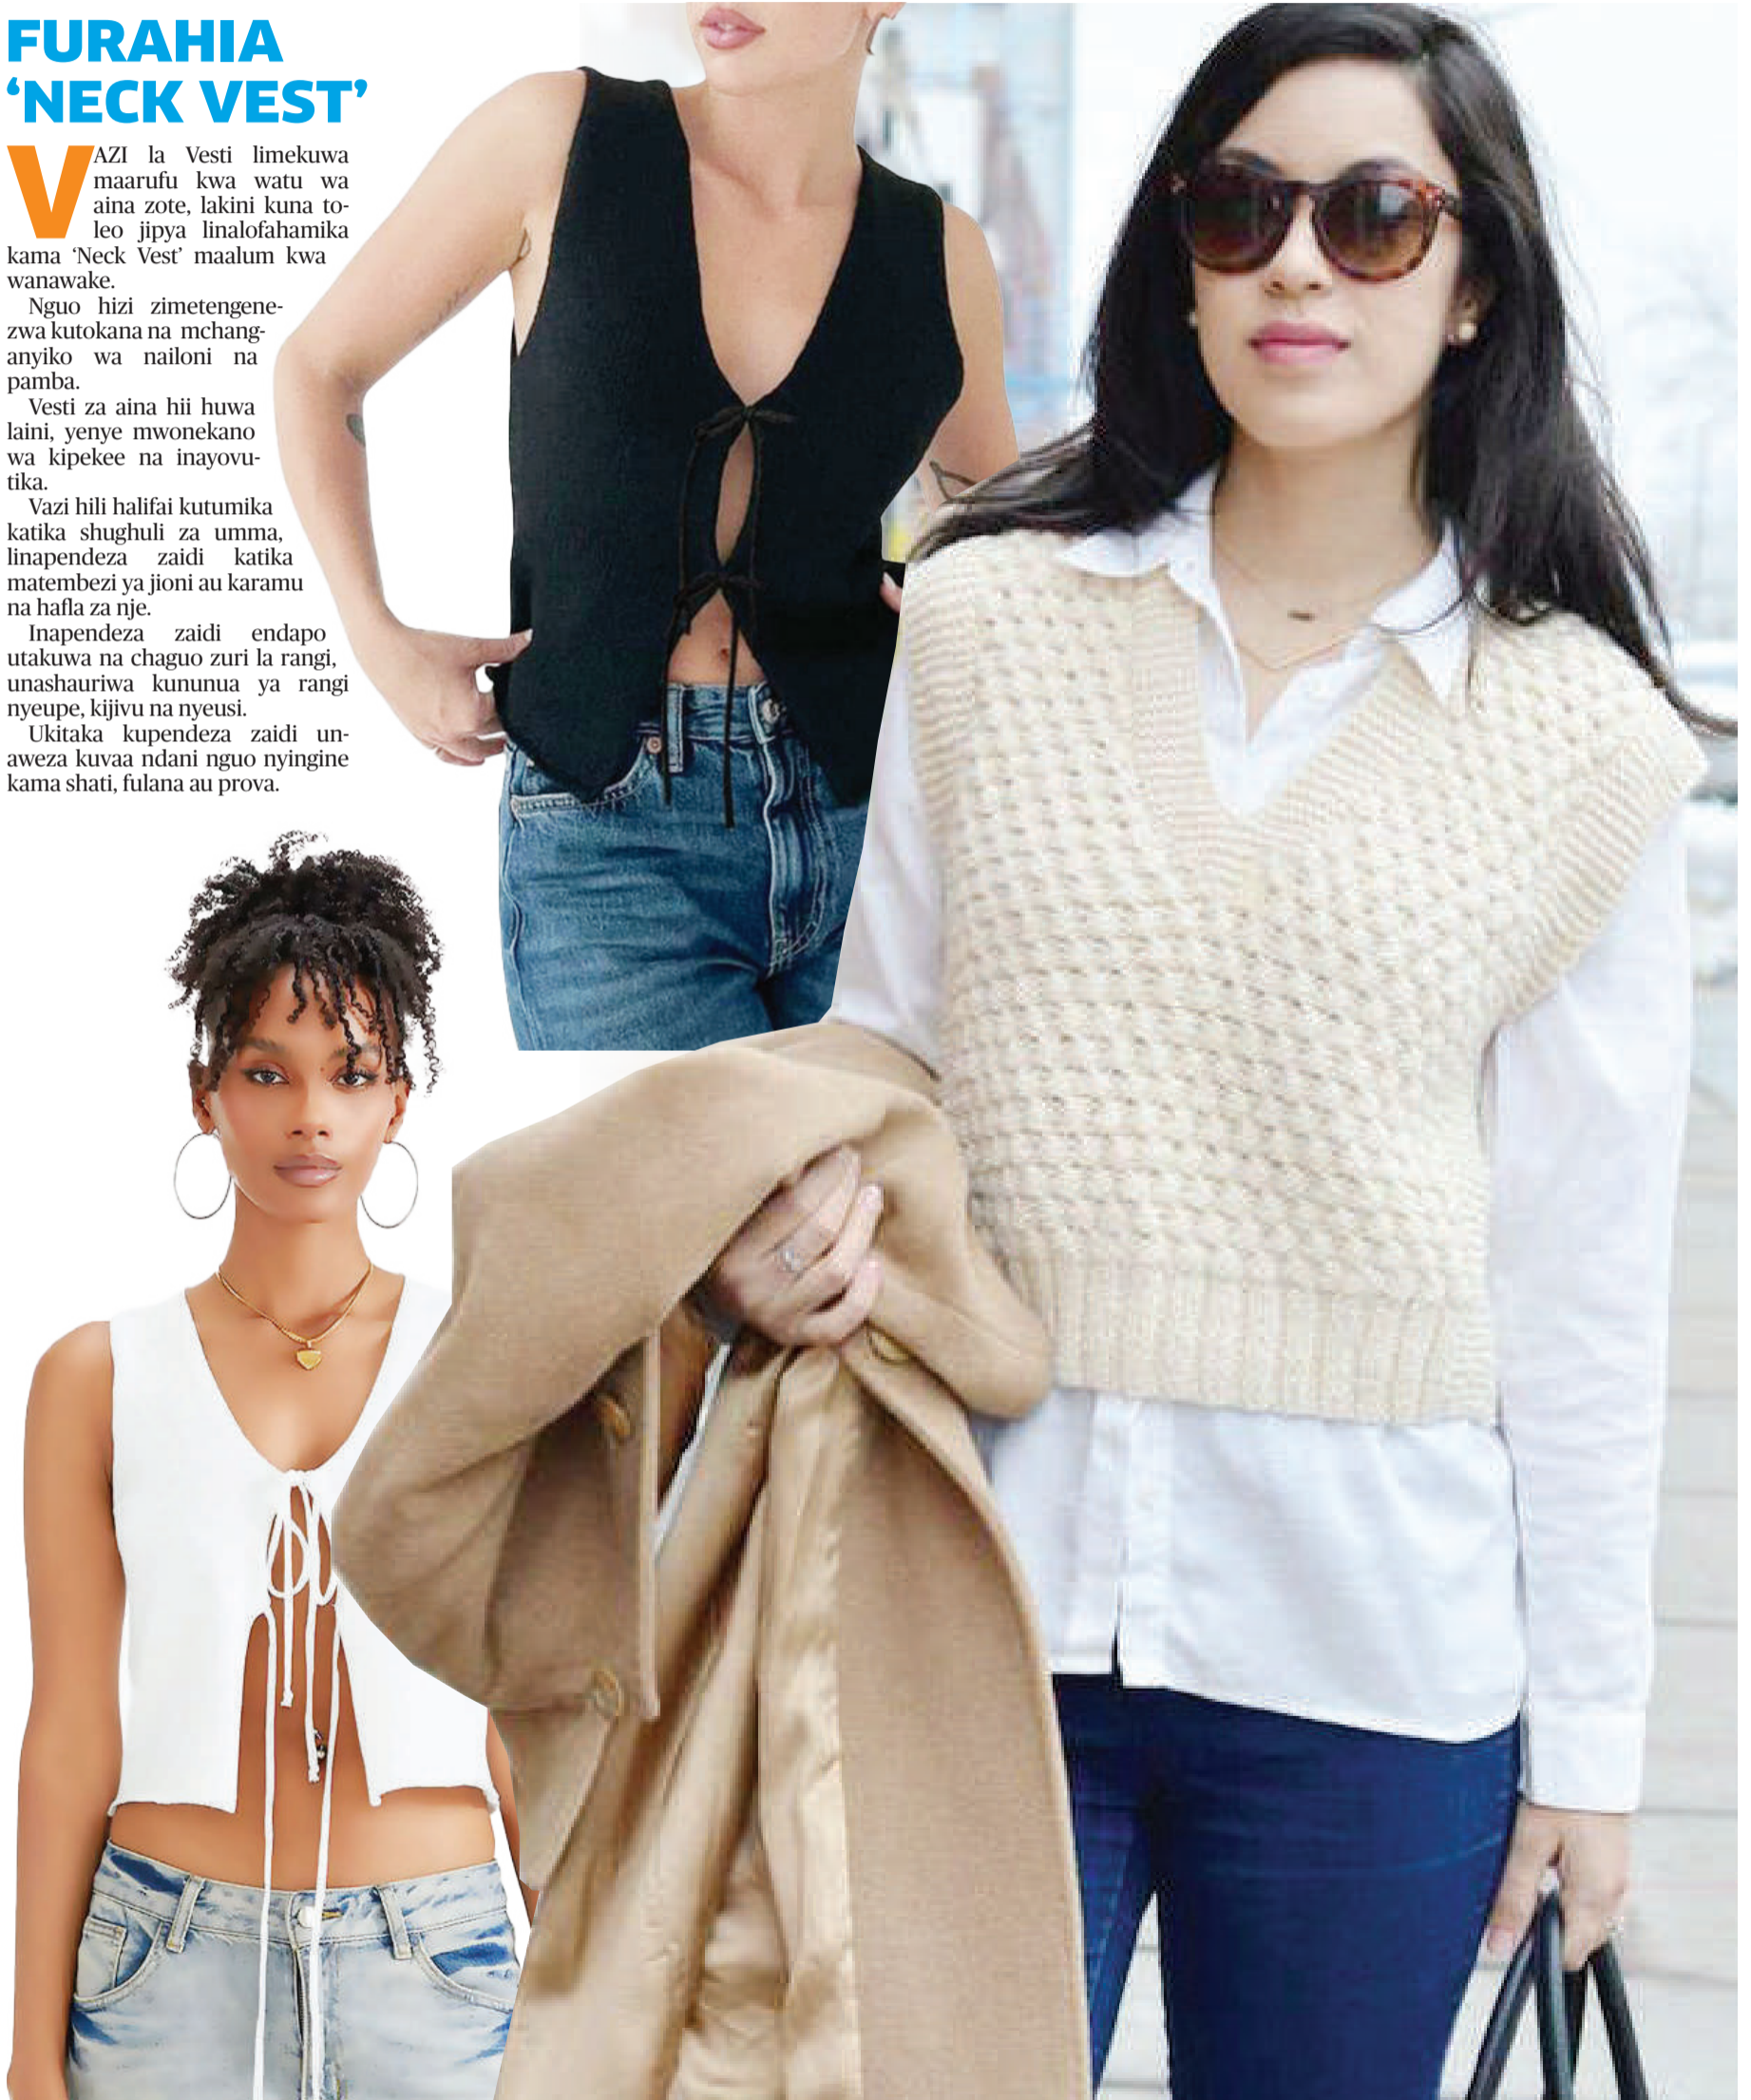 FURAHIA
‘NECK VEST’
VAZI la Vesti limekuwa
maarufu kwa watu wa
aina zote, lakini kuna to-
leo jipya linalofahamika
kama ‘Neck Vest’ maalum kwa
wanawake.
Nguo hizi zimetengene-
zwa kutokana na mchang-
anyiko wa nailoni na
pamba.
Vesti za aina hii huwa
laini, yenye mwonekano
wa kipekee na inayovu-
tika.
Vazi hili halifai kutumika
katika shughuli za umma,
linapendeza zaidi katika
matembezi ya jioni au karamu
na hafla za nje.
Inapendeza zaidi endapo
utakuwa na chaguo zuri la rangi,
unashauriwa kununua ya rangi
nyeupe, kijivu na nyeusi.
Ukitaka kupendeza zaidi un-
aweza kuvaa ndani nguo nyingine
kama shati, fulana au prova.